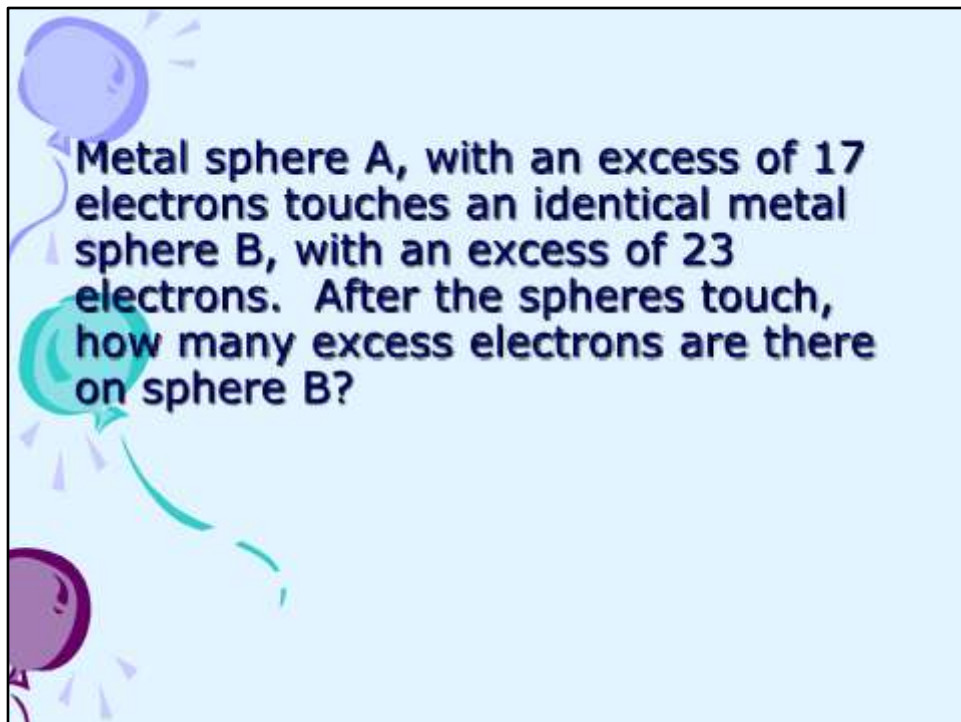 Metal sphere A, with an excess of 17
electrons touches an identical metal
sphere B, with an excess of 23
electrons.  After the spheres touch,
how many excess electrons are there
on sphere B?